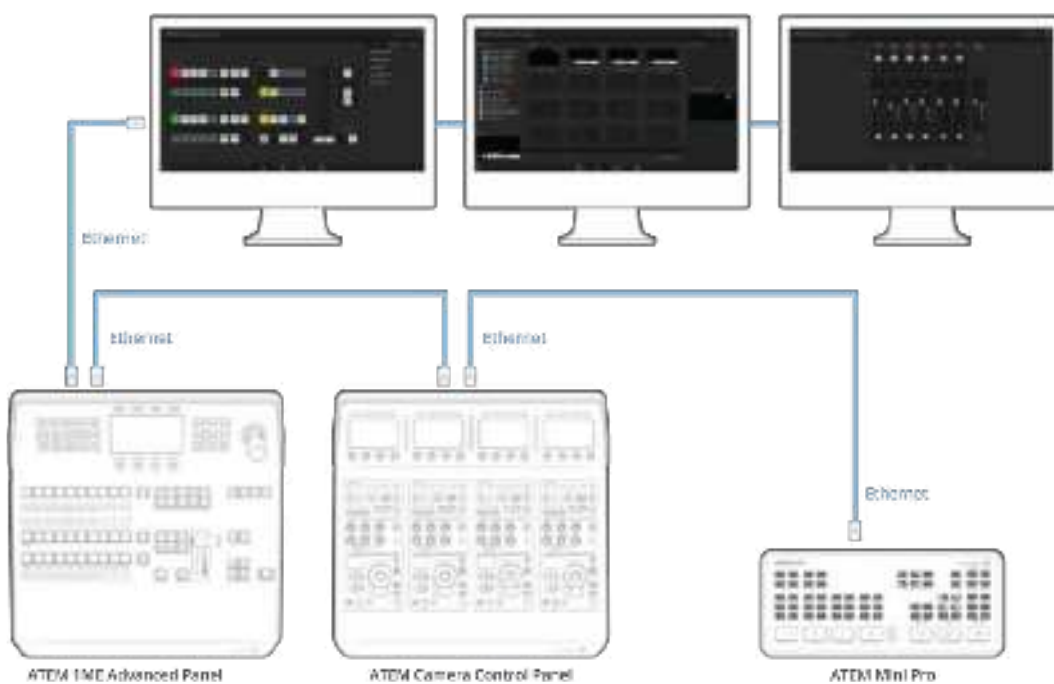 Ethernet
Ethernet
Ethernet
Ethernet
ATEM 1ME Advanced Panel
ATEM Camera Control Panel
ATEM Mini Pro